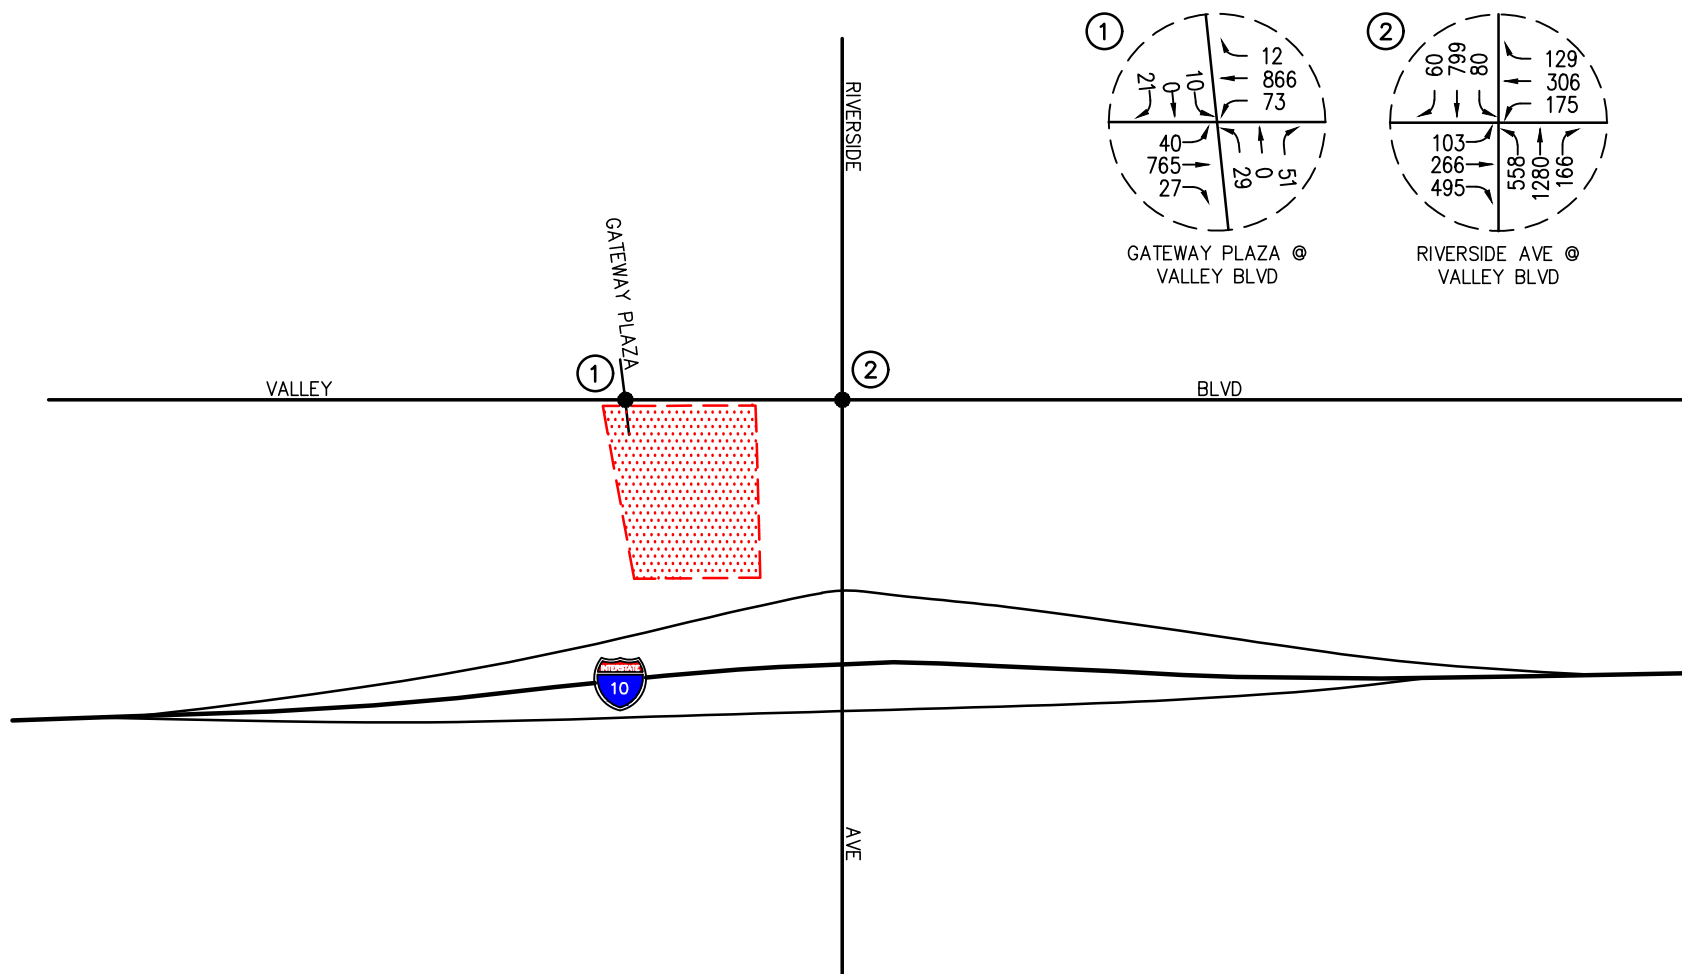 1
12
866
73
21
0
10
40
765
27
29
0
51
GATEWAY PLAZA @
VALLEY BLVD
2
129
306
175
60
799
80
103
266
495
558
1280
166
RIVERSIDE AVE @
VALLEY BLVD
RIVERSIDE
GATEWAY PLAZA
1
2
VALLEY
BLVD
INTERSTATE
10
AVE